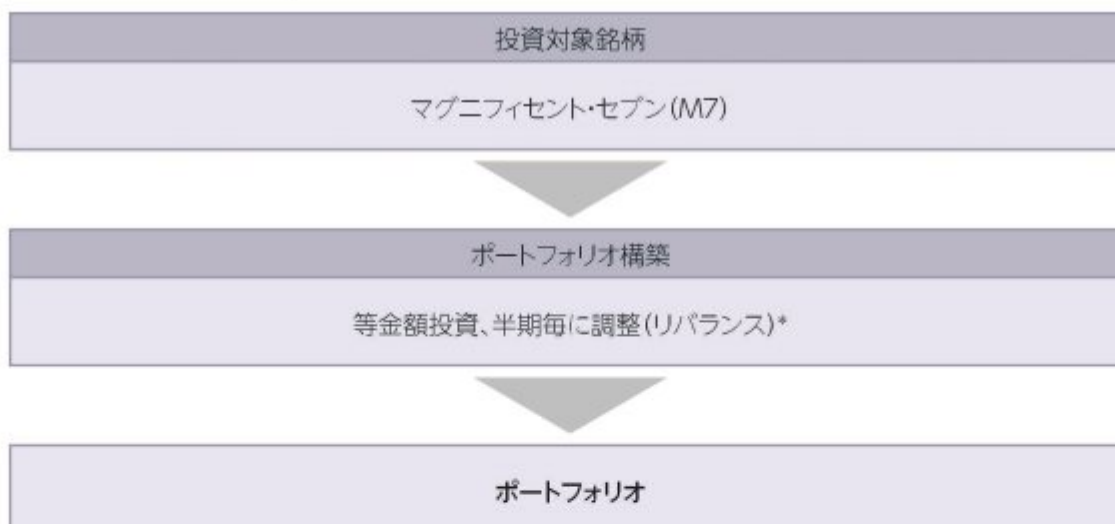 投資対象銘柄
マグニフィセント・セブン(M7)
ポートフォリオ構築
等金額投資、半期毎に調整(リバランス)*
ポートフォリオ